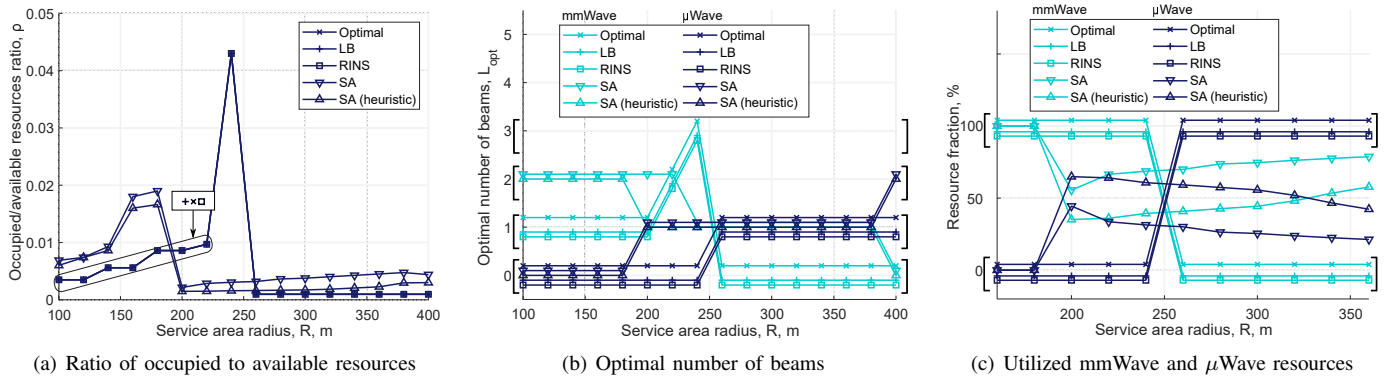 Occupied/available resources ratio, ρ
0.05
0.04
0.03
0.02
0.01
0
Optimal
LB
RINS
SA
SA (heuristic)
100 150 200 250 300 350 400
Service area radius, R, m
(a) Ratio of occupied to available resources
Optimal number of beams, L_opt
5
4
3
2
1
0
mmWave μWave
Optimal Optimal
LB LB
RINS RINS
SA SA
SA (heuristic) SA (heuristic)
100 150 200 250 300 350 400
Service area radius, R, m
(b) Optimal number of beams
Resource fraction, %
100
50
0
mmWave μWave
Optimal Optimal
LB LB
RINS RINS
SA SA
SA (heuristic) SA (heuristic)
200 250 300 350
Service area radius, R, m
(c) Utilized mmWave and μWave resources